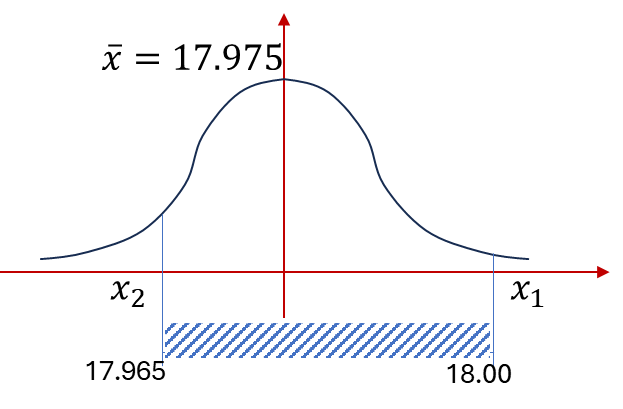 x̄ = 17.975
x₂
x₁
17.965
18.00